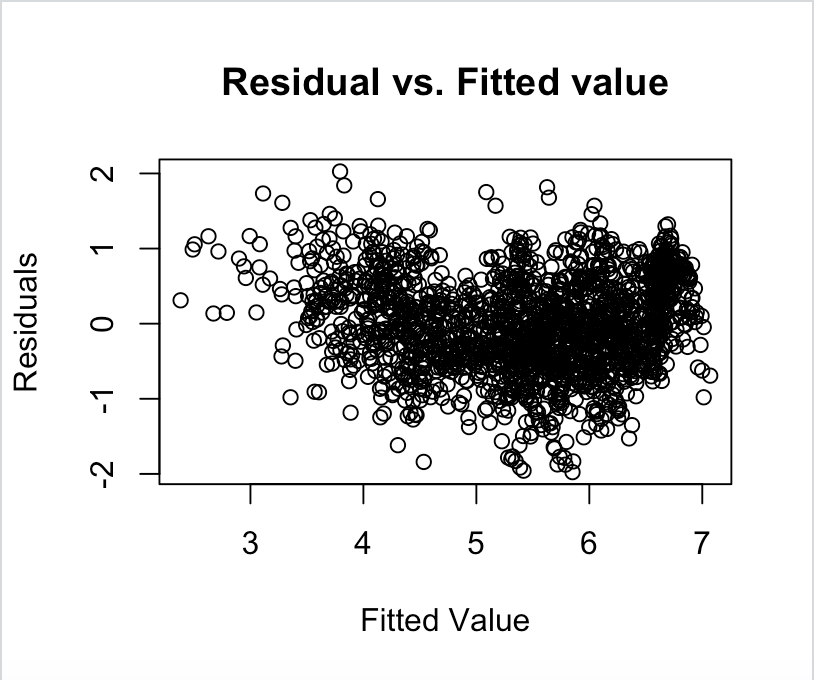 Residual vs. Fitted value
2
1
0
-1
-2
Residuals
3 4 5 6 7
Fitted Value